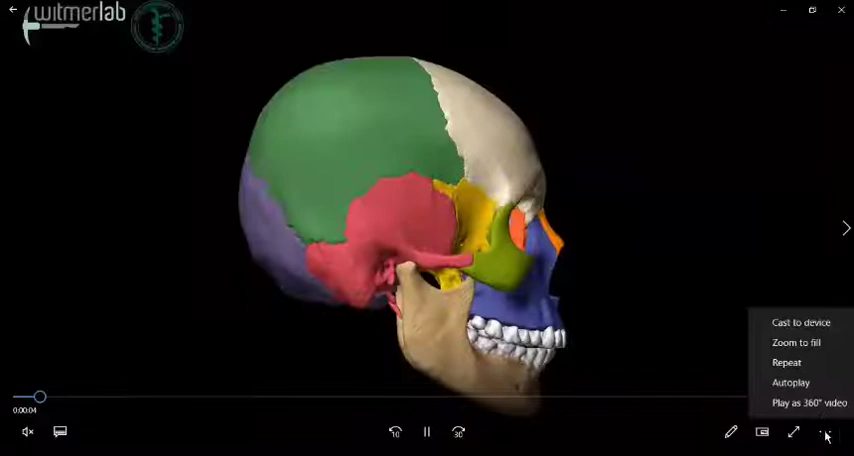 witmerlab
Cast to device
Zoom to fill
Repeat
Autoplay
Play as 360° video
0:00:04
10
30